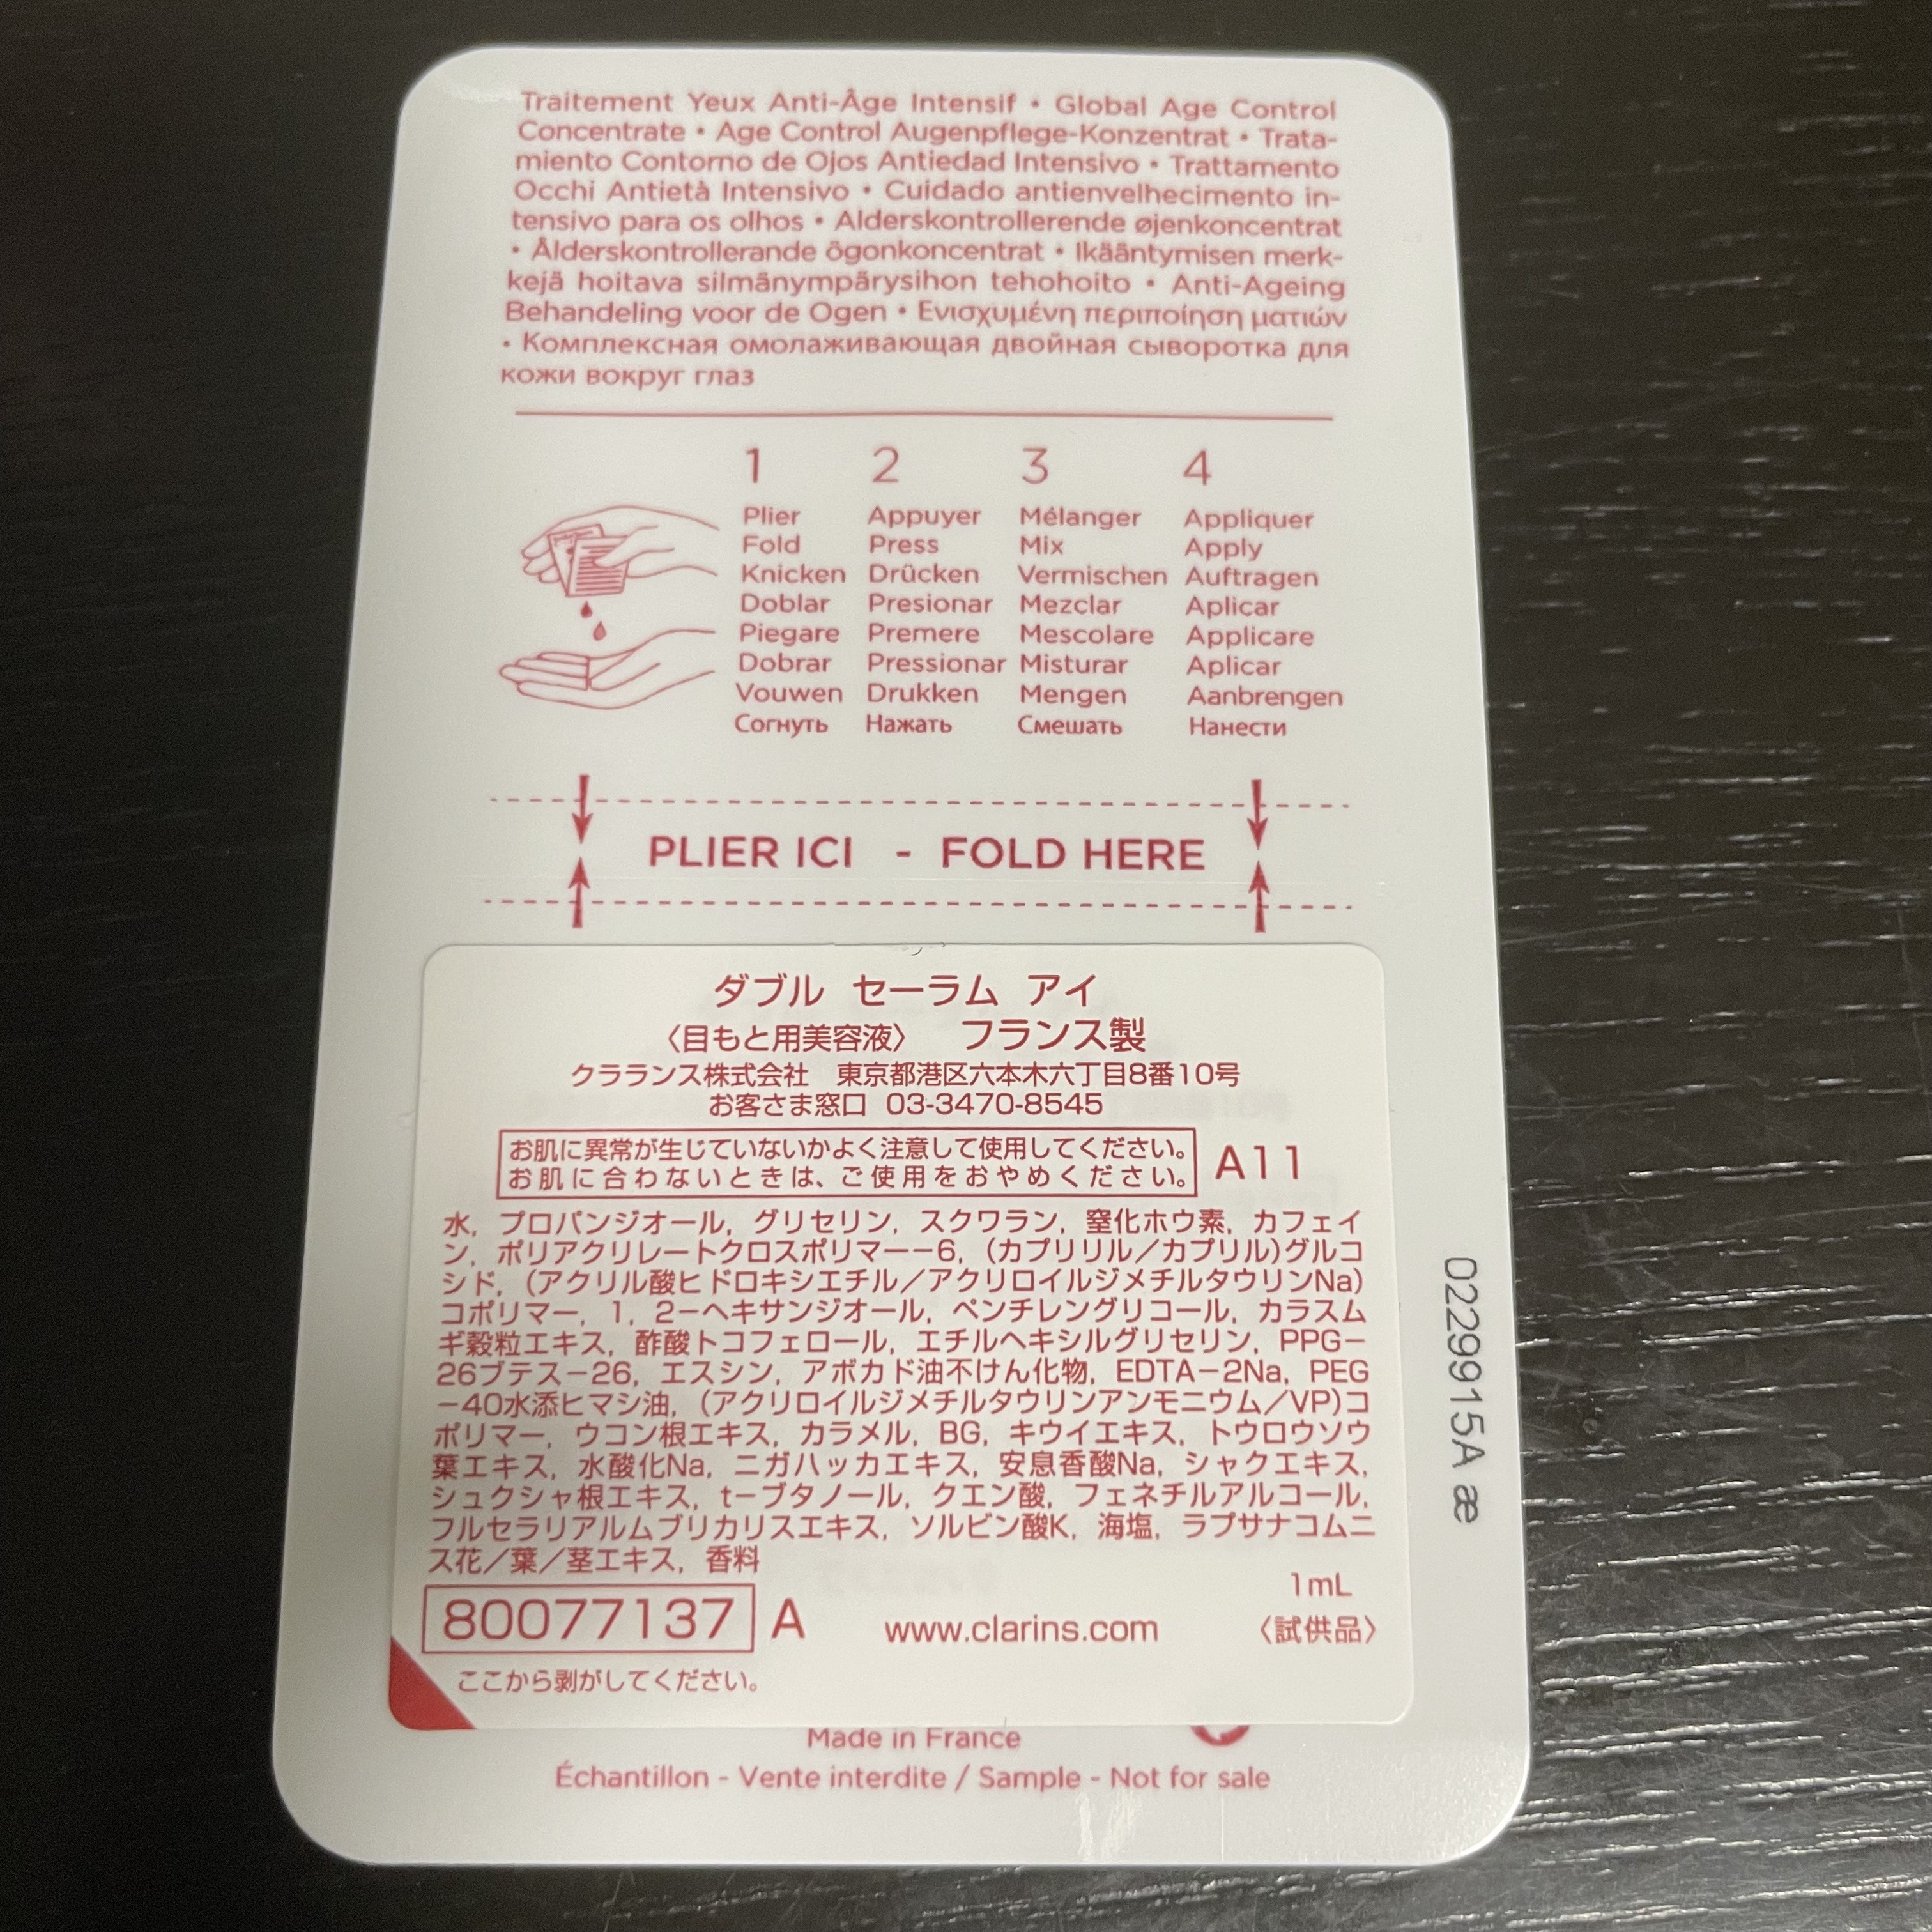 Traitement Yeux Anti-Âge Intensif • Global Age Control
Concentrate • Age Control Augenpflege-Konzentrat • Trata-
miento Contorno de Ojos Antiedad Intensivo • Trattamento
Occhi Antietà Intensivo • Cuidado antienvelhecimento in-
tensivo para os olhos • Alderskontrollerende øjenkoncentrat
• Ålderskontrollerande ögonkoncentrat • Ikääntymisen merk-
kejä hoitava silmänympärysihon tehohoito • Anti-Ageing
Behandeling voor de Ogen • Ενισχυμένη περιποίηση ματιών
• Комплексная омолаживающая двойная сыворотка для
кожи вокруг глаз
1 2 3 4
Plier Appuyer Mélanger Appliquer
Fold Press Mix Apply
Knicken Drücken Vermischen Auftragen
Doblar Presionar Mezclar Aplicar
Piegare Premere Mescolare Applicare
Dobrar Pressionar Misturar Aplicar
Vouwen Drukken Mengen Aanbrengen
Согнуть Нажать Смешать Нанести
PLIER ICI - FOLD HERE
ダブル セーラム アイ
〈目もと用美容液〉 フランス製
クラランス株式会社 東京都港区六本木六丁目8番10号
お客さま窓口 03-3470-8545
お肌に異常が生じていないかよく注意して使用してください。
お肌に合わないときは、ご使用をおやめください。
A11
水, プロパンジオール, グリセリン, スクワラン, 窒化ホウ素, カフェイ
ン, ポリアクリレートクロスポリマー−6, (カプリリル/カプリル)グルコ
シド, (アクリル酸ヒドロキシエチル/アクリロイルジメチルタウリンNa)
コポリマー, 1, 2−ヘキサンジオール, ペンチレングリコール, カラスム
ギ穀粒エキス, 酢酸トコフェロール, エチルヘキシルグリセリン, PPG−
26ブテス−26, エスシン, アボカド油不けん化物, EDTA−2Na, PEG
−40水添ヒマシ油, (アクリロイルジメチルタウリンアンモニウム/VP)コ
ポリマー, ウコン根エキス, カラメル, BG, キウイエキス, トウロウソウ
葉エキス, 水酸化Na, ニガハッカエキス, 安息香酸Na, シャクエキス,
シュクシャ根エキス, t−ブタノール, クエン酸, フェネチルアルコール,
フルセラリアルムブリカリスエキス, ソルビン酸K, 海塩, ラプサナコムニ
ス花/葉/茎エキス, 香料
80077137 A www.clarins.com
1mL
〈試供品〉
ここから剥がしてください。
Made in France
Échantillon - Vente interdite / Sample - Not for sale
0229915A æ